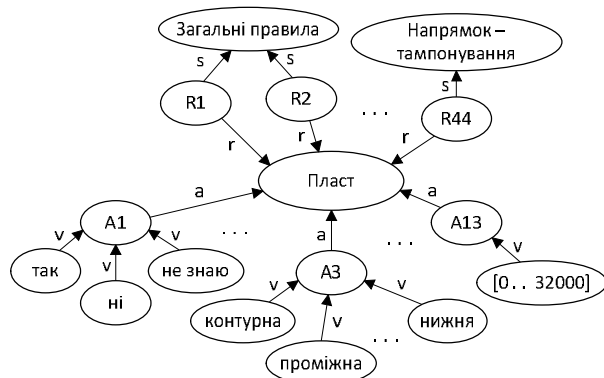 Загальні правила
Напрямок –
тампонування
s
s
s
R1
R2
. . .
R44
r
r
r
Пласт
a
a
A1
. . .
A13
v
v
a
. . .
v
так
v
не знаю
A3
[0. . 32000]
ні
v
v
контурна
v
нижня
проміжна
. . .